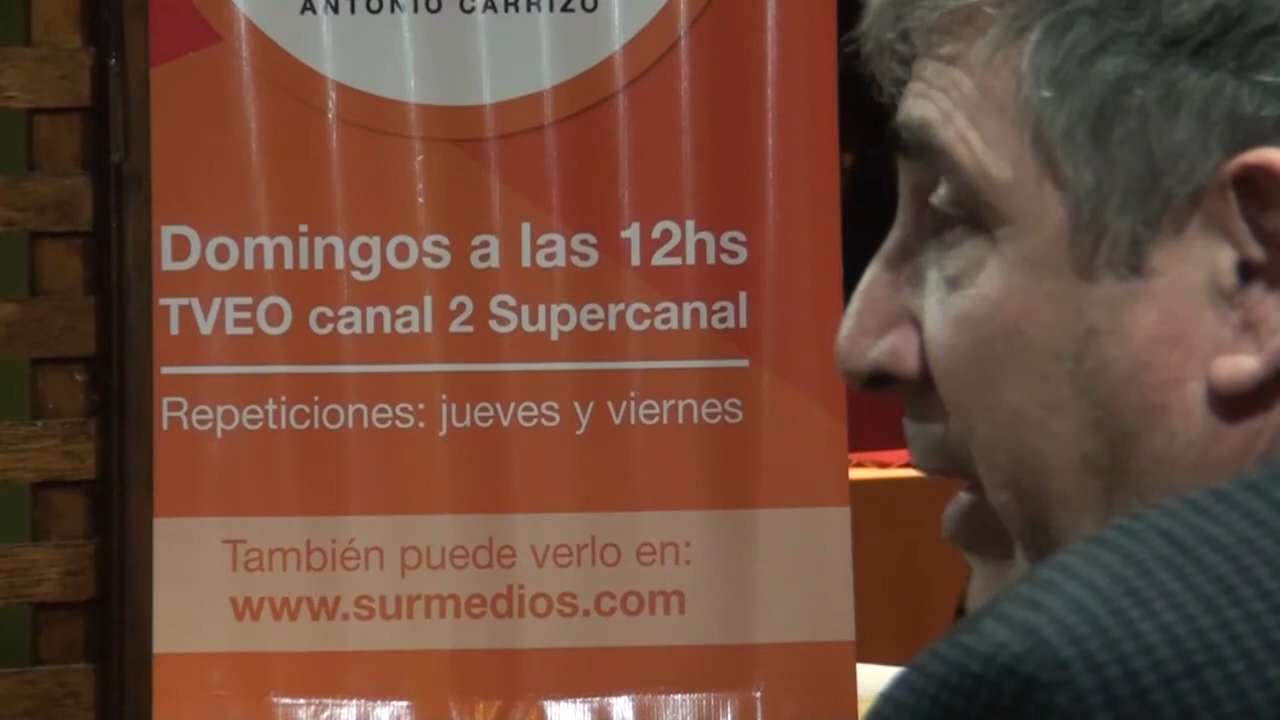 ANTONIO CARRIZO
Domingos a las 12hs
TVEO canal 2 Supercanal
Repeticiones: jueves y viernes
También puede verlo en:
www.surmedios.com